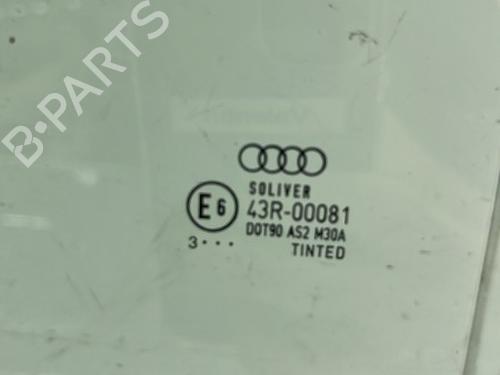 B-PARTS
SOLIVER
E6 43R-00081
DOT90 AS2 M30A
3··· TINTED